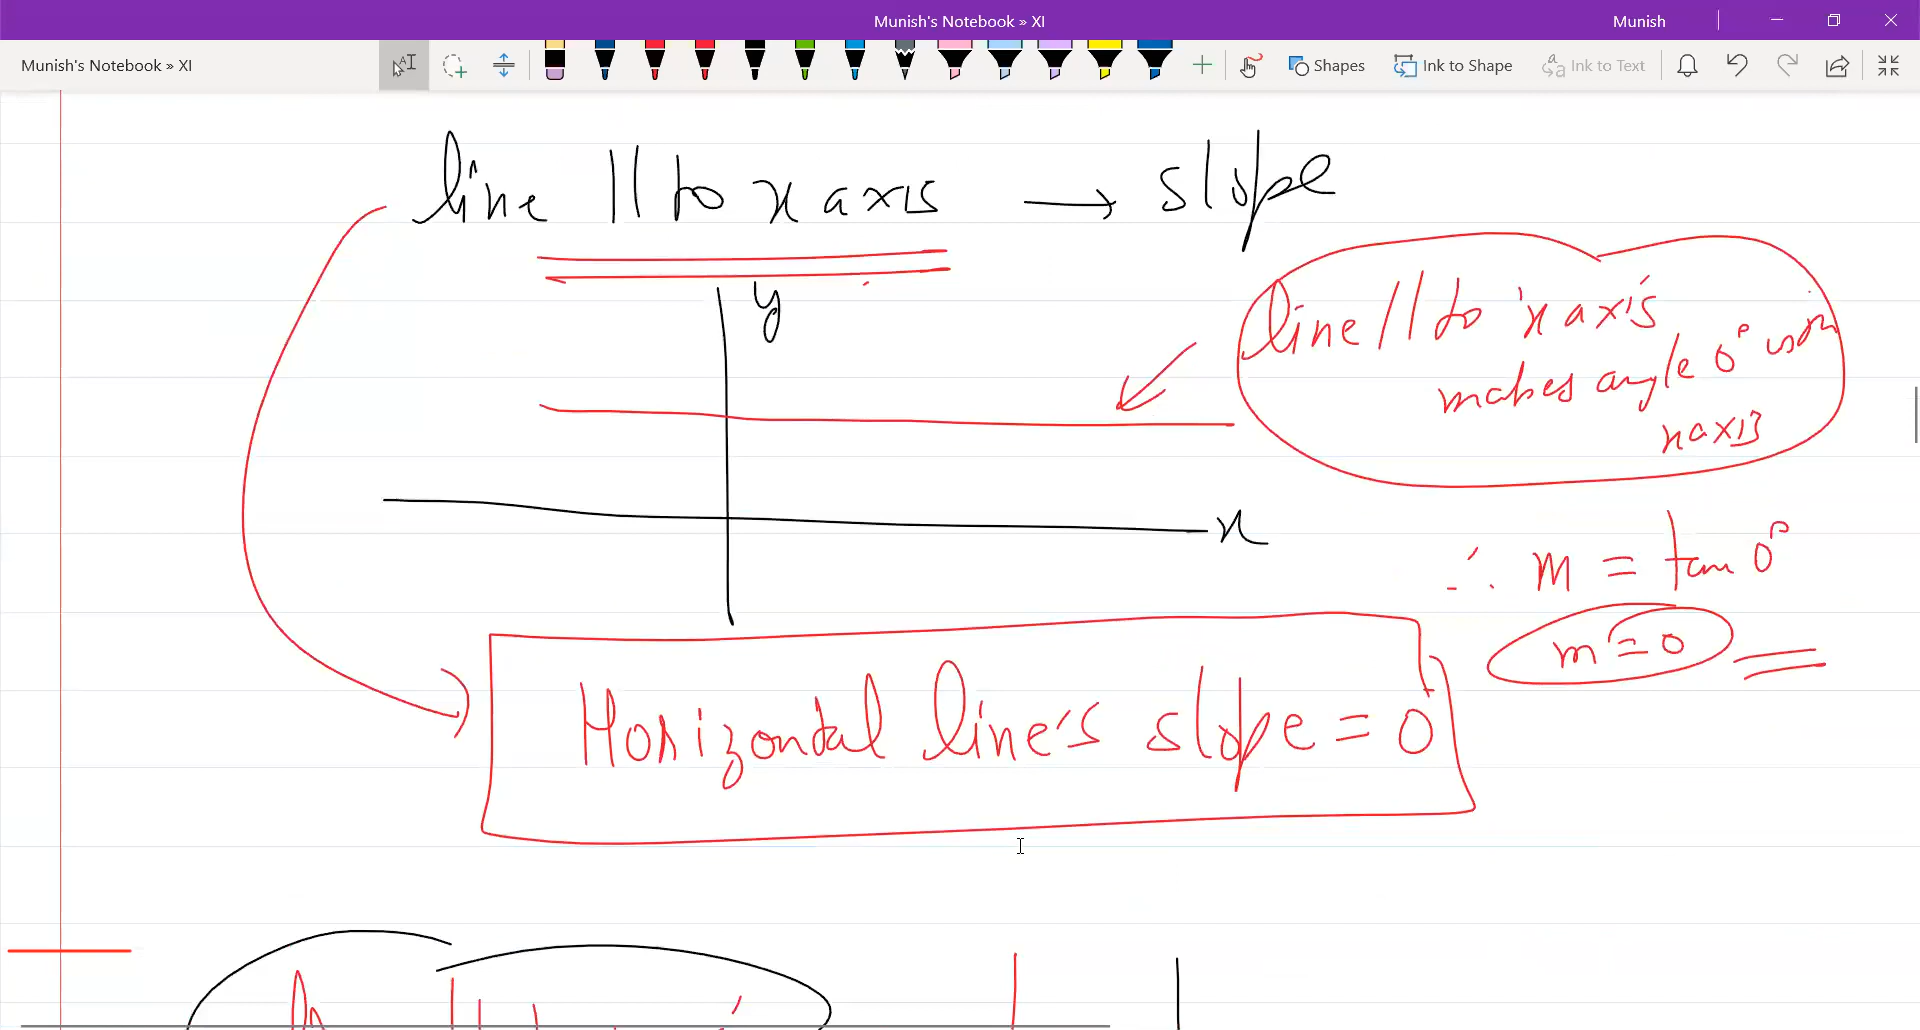 Munish's Notebook » XI
Munish
Munish's Notebook » XI
Shapes
Ink to Shape
Ink to Text
line || to x axis → slope
y
line || to x axis
makes angle 0° with
x axis
x
∴ m = tan 0°
m = 0
Horizontal line's slope = 0